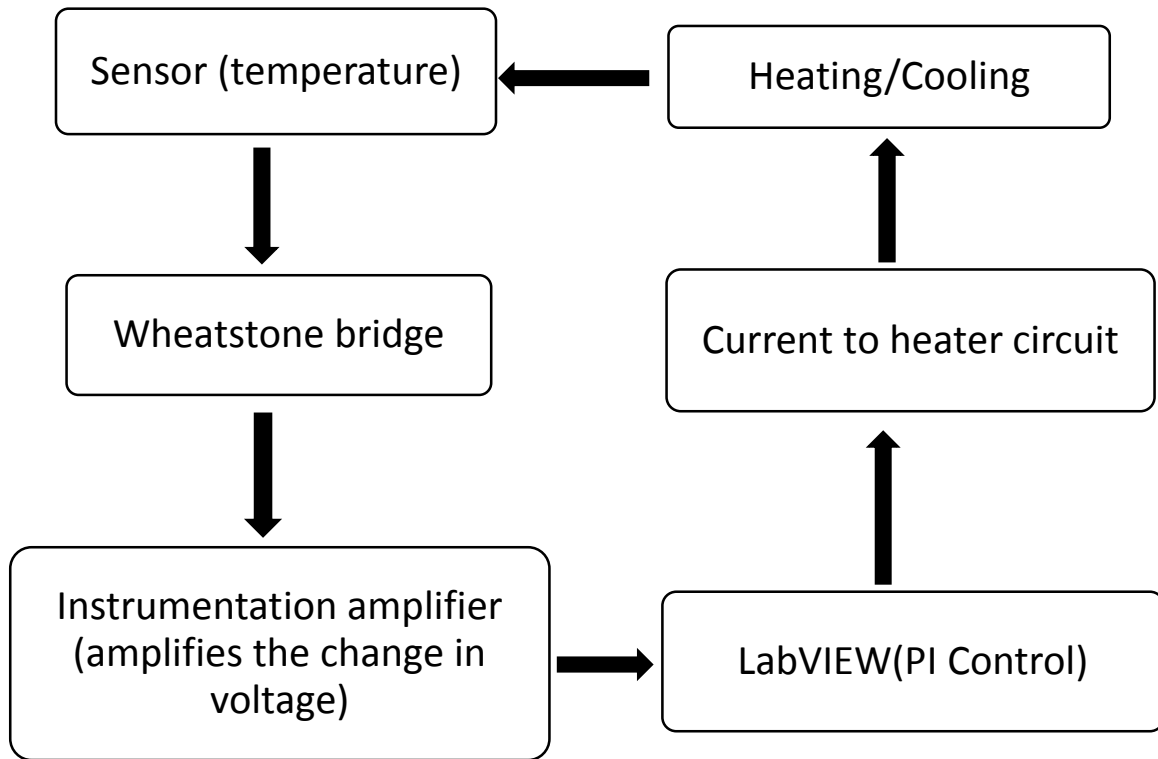 Sensor (temperature)
Heating/Cooling
Wheatstone bridge
Current to heater circuit
Instrumentation amplifier
(amplifies the change in
voltage)
LabVIEW(PI Control)